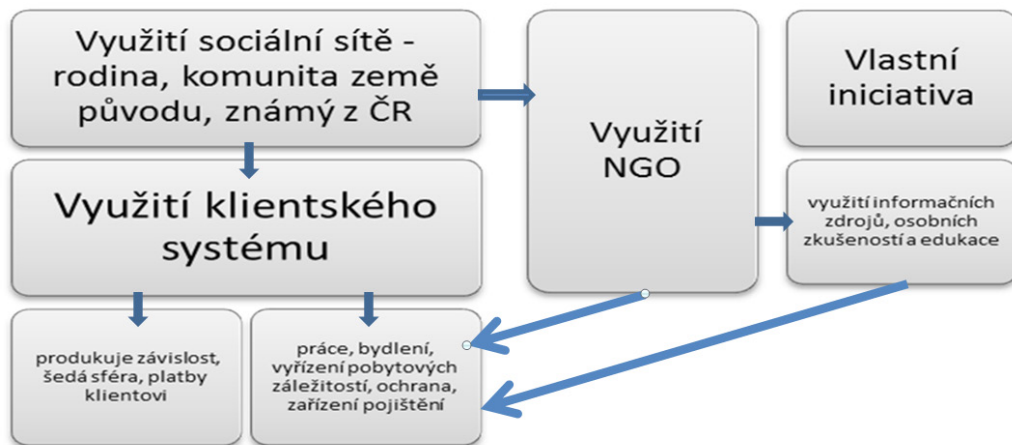 Využití sociální sítě -
rodina, komunita země
původu, známý z ČR
Využití
NGO
Vlastní
iniciativa
Využití klientského
systému
využití informačních
zdrojů, osobních
zkušeností a edukace
produkuje závislost,
šedá sféra, platby
klientovi
práce, bydlení,
vyřízení pobytových
záležitostí, ochrana,
zařízení pojištění